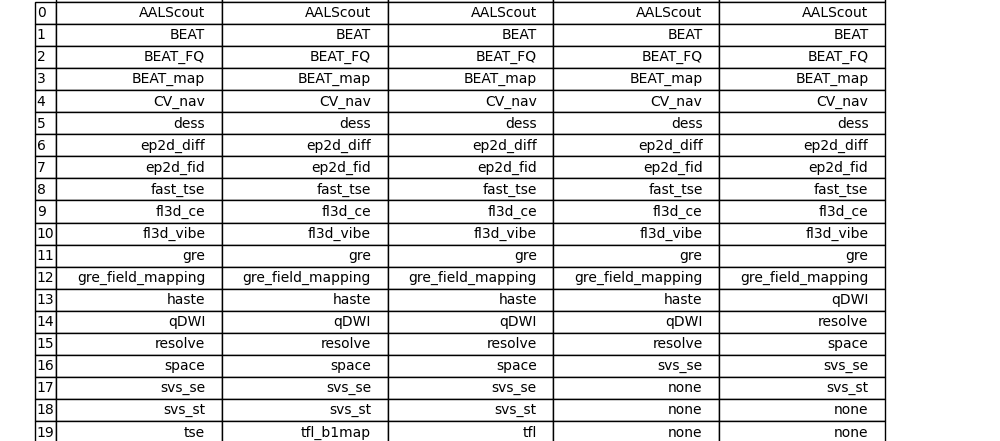 0 AALScout AALScout AALScout AALScout AALScout
1 BEAT BEAT BEAT BEAT BEAT
2 BEAT_FQ BEAT_FQ BEAT_FQ BEAT_FQ BEAT_FQ
3 BEAT_map BEAT_map BEAT_map BEAT_map BEAT_map
4 CV_nav CV_nav CV_nav CV_nav CV_nav
5 dess dess dess dess dess
6 ep2d_diff ep2d_diff ep2d_diff ep2d_diff ep2d_diff
7 ep2d_fid ep2d_fid ep2d_fid ep2d_fid ep2d_fid
8 fast_tse fast_tse fast_tse fast_tse fast_tse
9 fl3d_ce fl3d_ce fl3d_ce fl3d_ce fl3d_ce
10 fl3d_vibe fl3d_vibe fl3d_vibe fl3d_vibe fl3d_vibe
11 gre gre gre gre gre
12 gre_field_mapping gre_field_mapping gre_field_mapping gre_field_mapping gre_field_mapping
13 haste haste haste haste qDWI
14 qDWI qDWI qDWI qDWI resolve
15 resolve resolve resolve resolve space
16 space space space svs_se svs_se
17 svs_se svs_se svs_se none svs_st
18 svs_st svs_st svs_st none none
19 tse tfl_b1map tfl none none